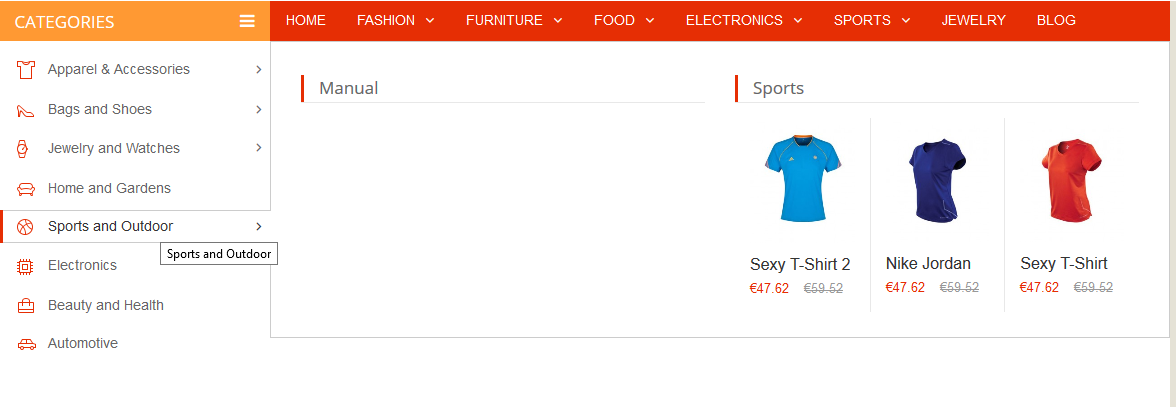 CATEGORIES
HOME FASHION FURNITURE FOOD ELECTRONICS SPORTS JEWELRY BLOG
Apparel & Accessories
Bags and Shoes
Jewelry and Watches
Home and Gardens
Sports and Outdoor
Sports and Outdoor
Electronics
Beauty and Health
Automotive
Manual
Sports
Sexy T-Shirt 2
€47.62 €59.52
Nike Jordan
€47.62 €59.52
Sexy T-Shirt
€47.62 €59.52